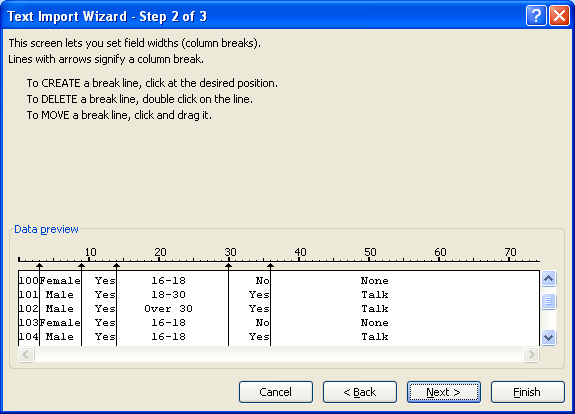 Text Import Wizard - Step 2 of 3
This screen lets you set field widths (column breaks).
Lines with arrows signify a column break.
To CREATE a break line, click at the desired position.
To DELETE a break line, double click on the line.
To MOVE a break line, click and drag it.
Data preview
10 20 30 40 50 60 70
100 Female Yes 16-18 No None
101 Male Yes 18-30 Yes Talk
102 Male Yes Over 30 Yes Talk
103 Female Yes 16-18 No None
104 Male Yes 16-18 Yes Talk
Cancel < Back Next > Finish